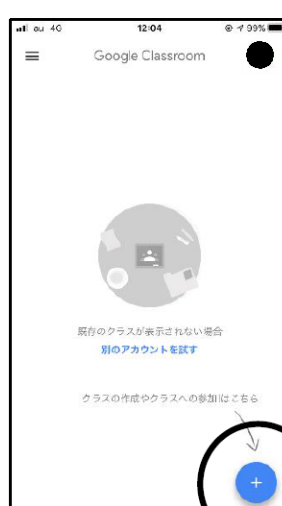 au 4G 12:04 99%
Google Classroom
既存のクラスが表示されない場合
別のアカウントを試す
クラスの作成やクラスへの参加はこちら
+